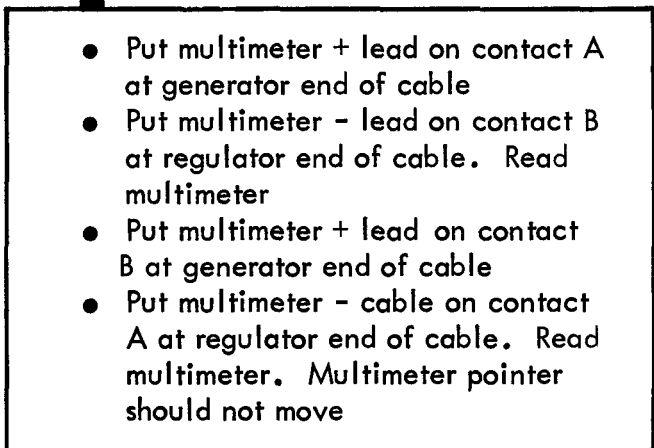 ● Put multimeter + lead on contact A
at generator end of cable
● Put multimeter - lead on contact B
at regulator end of cable. Read
multimeter
● Put multimeter + lead on contact
B at generator end of cable
● Put multimeter - cable on contact
A at regulator end of cable. Read
multimeter. Multimeter pointer
should not move